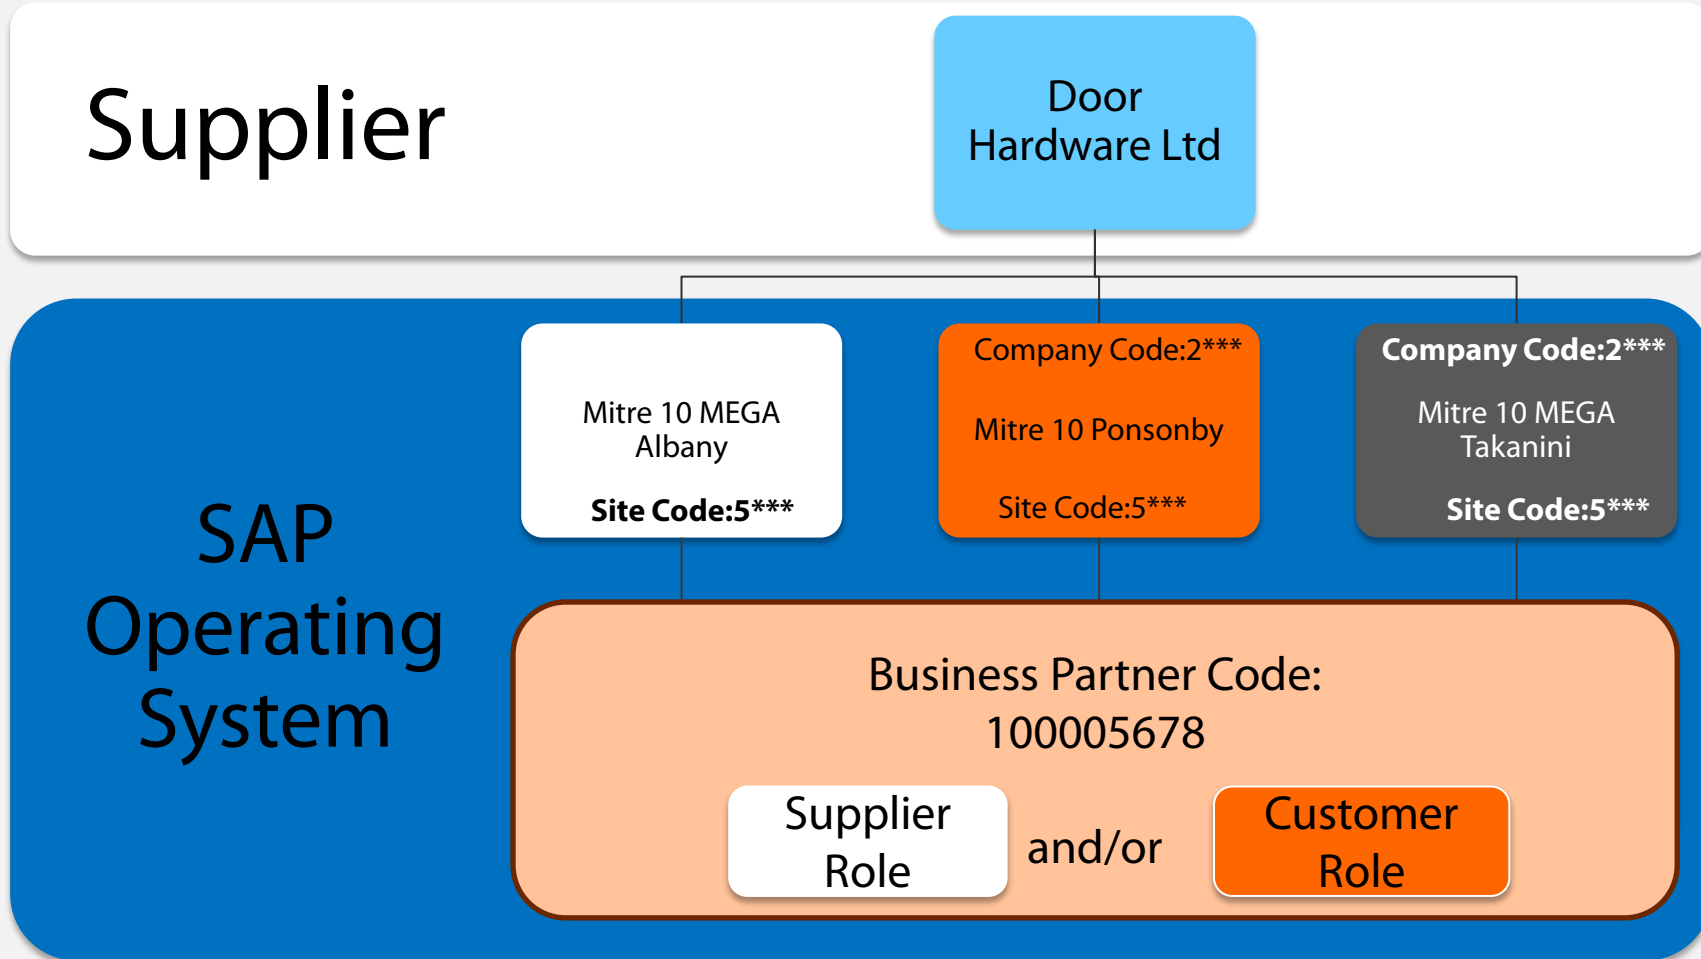 Supplier
Door
Hardware Ltd
SAP
Operating
System
Mitre 10 MEGA
Albany
Site Code:5***
Company Code:2***
Mitre 10 Ponsonby
Site Code:5***
Company Code:2***
Mitre 10 MEGA
Takanini
Site Code:5***
Business Partner Code:
100005678
Supplier
Role
and/or
Customer
Role